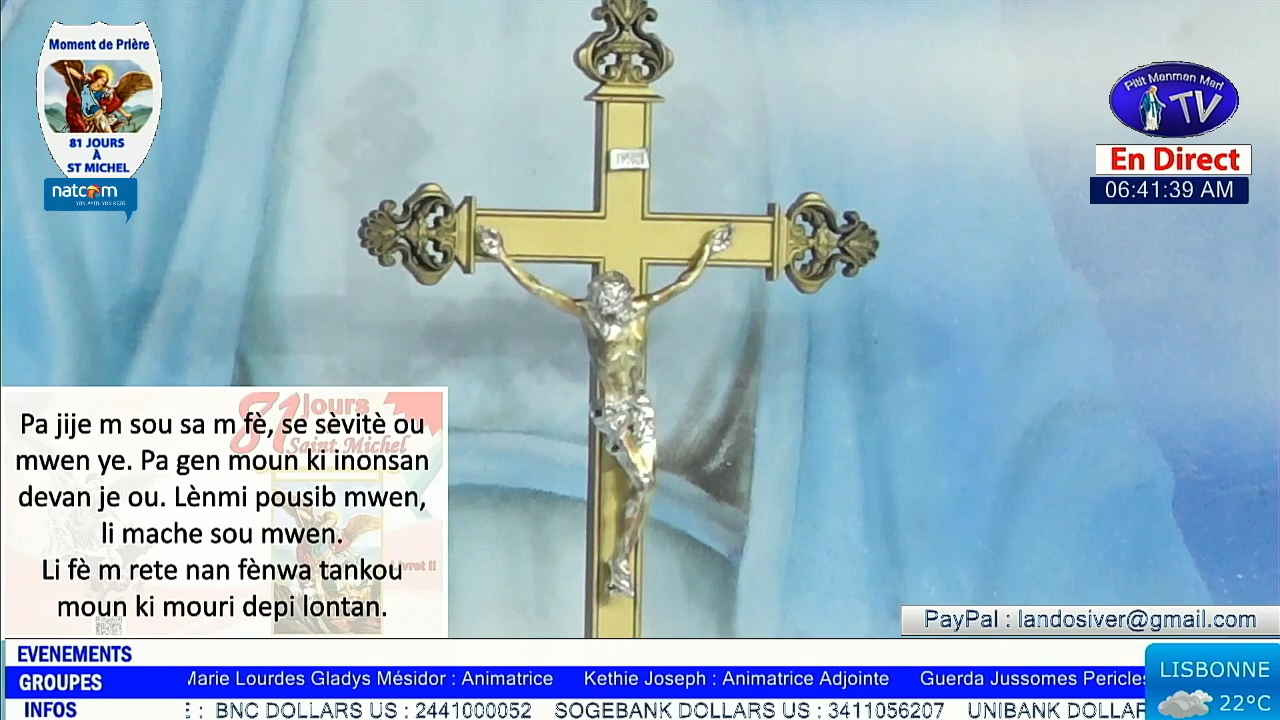 Moment de Prière
81 JOURS
À
ST MICHEL
natcom
Pitit Manman Mari
TV
En Direct
06:41:39 AM
81 Jours
Saint Michel
Livret II
Pa jije m sou sa m fè, se sèvitè ou
mwen ye. Pa gen moun ki inonsan
devan je ou. Lènmi pousib mwen,
li mache sou mwen.
Li fè m rete nan fènwa tankou
moun ki mouri depi lontan.
PayPal : landosiver@gmail.com
EVENEMENTS
GROUPES
Marie Lourdes Gladys Mésidor : Animatrice Kethie Joseph : Animatrice Adjointe Guerda Jussomes Pericles
INFOS
: BNC DOLLARS US : 2441000052 SOGEBANK DOLLARS US : 3411056207 UNIBANK DOLLAR
LISBONNE
22°C